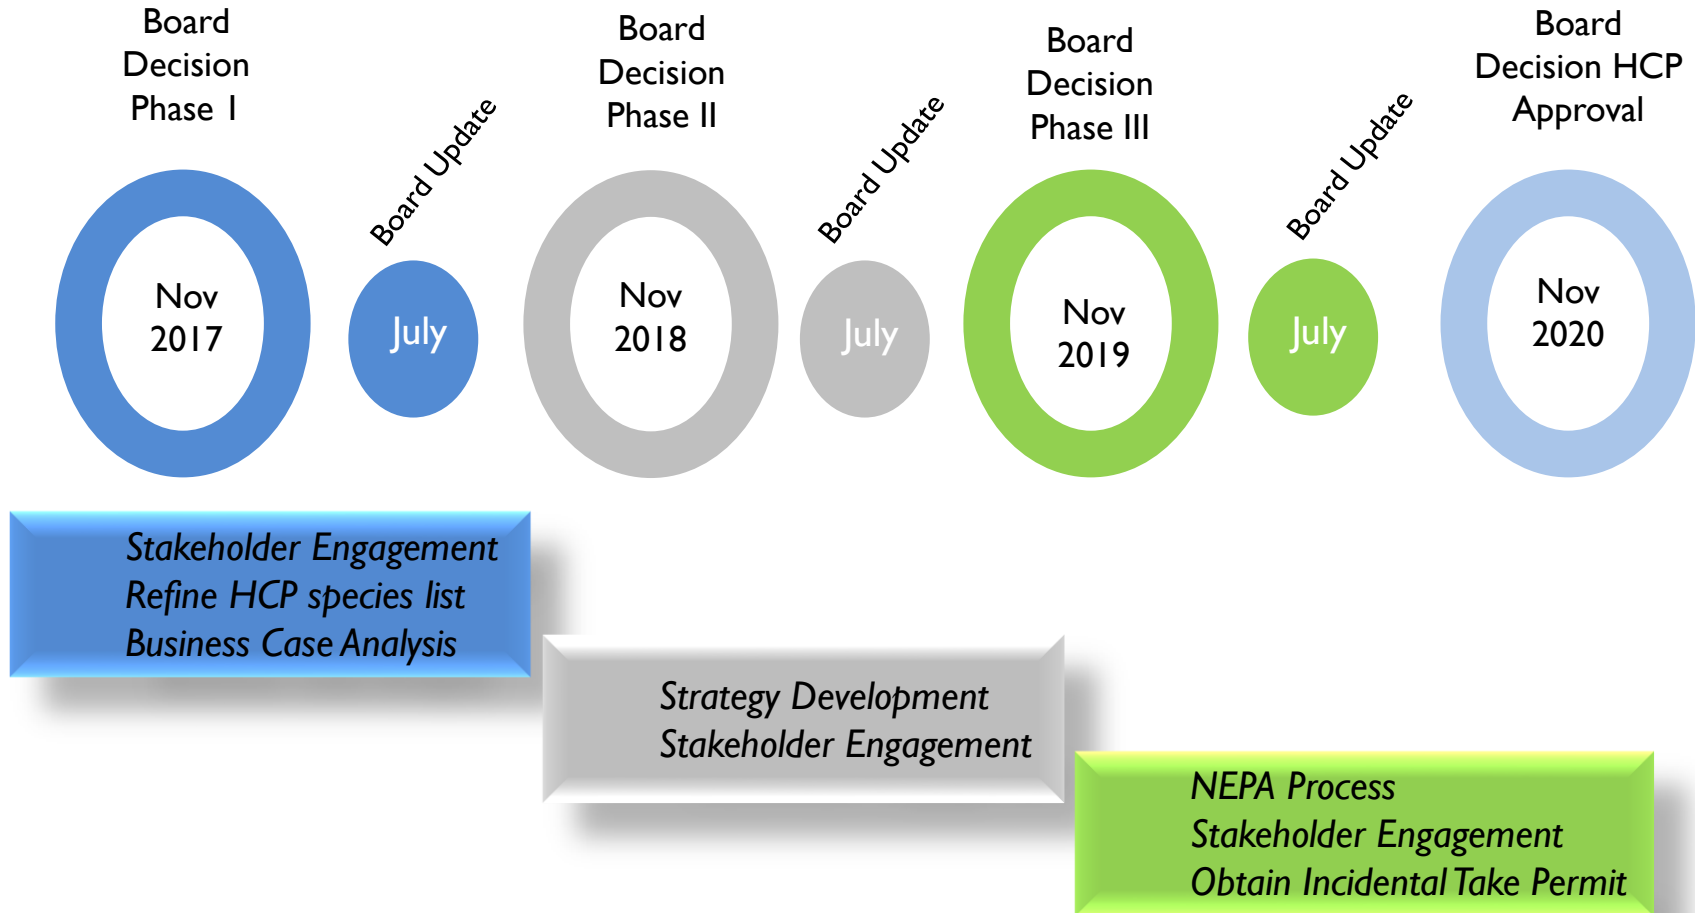 Board
Decision
Phase 1
Board Update
Board
Decision
Phase II
Board Update
Board
Decision
Phase III
Board Update
Board
Decision HCP
Approval
Nov
2017
July
Nov
2018
July
Nov
2019
July
Nov
2020
Stakeholder Engagement
Refine HCP species list
Business Case Analysis
Strategy Development
Stakeholder Engagement
NEPA Process
Stakeholder Engagement
Obtain Incidental Take Permit